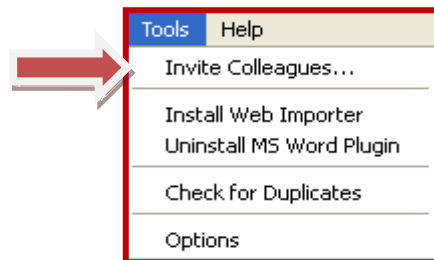 Tools Help
Invite Colleagues...
Install Web Importer
Uninstall MS Word Plugin
Check for Duplicates
Options